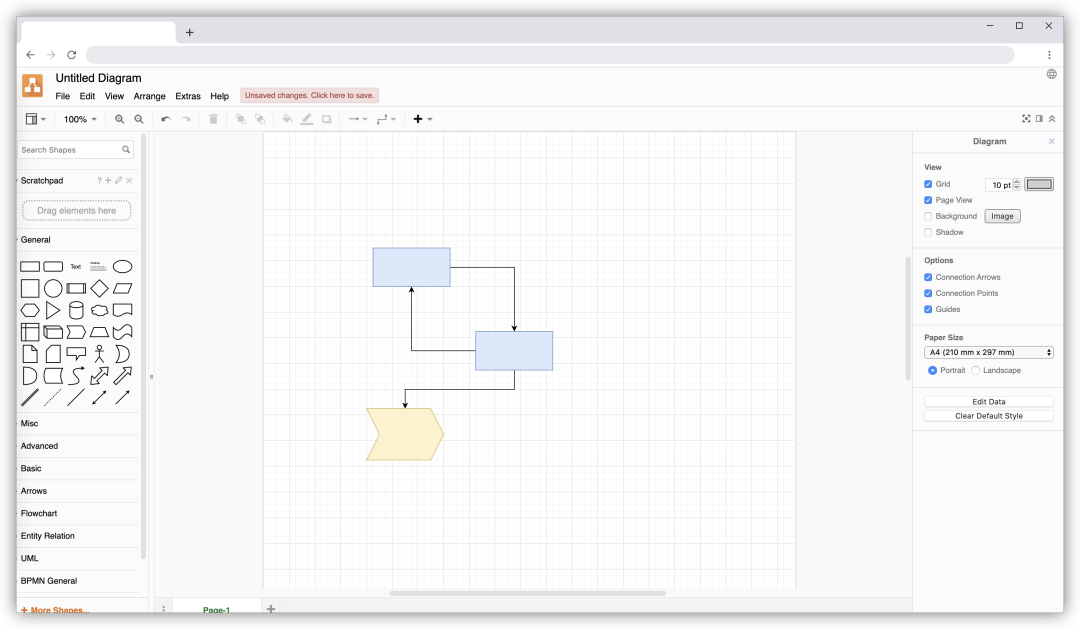 Untitled Diagram
File Edit View Arrange Extras Help Unsaved changes. Click here to save.
100%
Search Shapes
Scratchpad ?
Drag elements here
General
Text
Misc
Advanced
Basic
Arrows
Flowchart
Entity Relation
UML
BPMN General
+ More Shapes...
Page-1
Diagram
View
Grid 10 pt
Page View
Background Image
Shadow
Options
Connection Arrows
Connection Points
Guides
Paper Size
A4 (210 mm x 297 mm)
Portrait Landscape
Edit Data
Clear Default Style